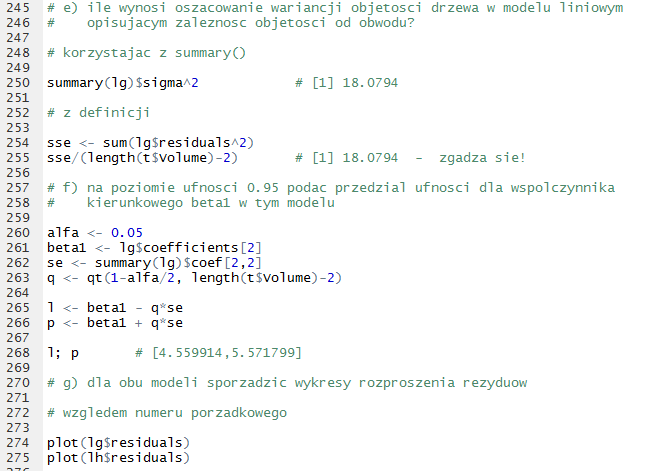 245 # e) ile wynosi oszacowanie wariancji objetosci drzewa w modelu liniowym
246 #    opisujacym zaleznosc objetosci od obwodu?
247
248 # korzystajac z summary()
249
250 summary(lg)$sigma^2            # [1] 18.0794
251
252 # z definicji
253
254 sse <- sum(lg$residuals^2)
255 sse/(length(t$Volume)-2)       # [1] 18.0794  -  zgadza sie!
256
257 # f) na poziomie ufnosci 0.95 podac przedzial ufnosci dla wspolczynnika
258 #    kierunkowego beta1 w tym modelu
259
260 alfa <- 0.05
261 beta1 <- lg$coefficients[2]
262 se <- summary(lg)$coef[2,2]
263 q <- qt(1-alfa/2, length(t$Volume)-2)
264
265 l <- beta1 - q*se
266 p <- beta1 + q*se
267
268 l; p       # [4.559914,5.571799]
269
270 # g) dla obu modeli sporzadzic wykresy rozproszenia rezyduow
271
272 # wzgledem numeru porzadkowego
273
274 plot(lg$residuals)
275 plot(lh$residuals)